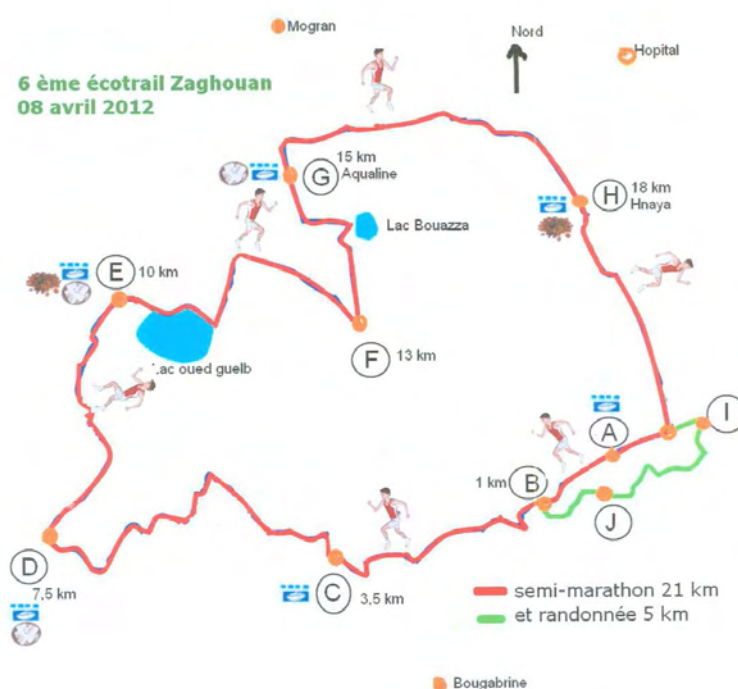 Mogran
Nord
Hopital
6 ème écotrail Zaghouan
08 avril 2012
15 km
G
Aqualine
H
18 km
Hnaya
Lac Bouazza
E
10 km
F
13 km
Lac oued guelb
A
I
1 km
B
J
D
7,5 km
C
3,5 km
semi-marathon 21 km
et randonnée 5 km
Bougabrine